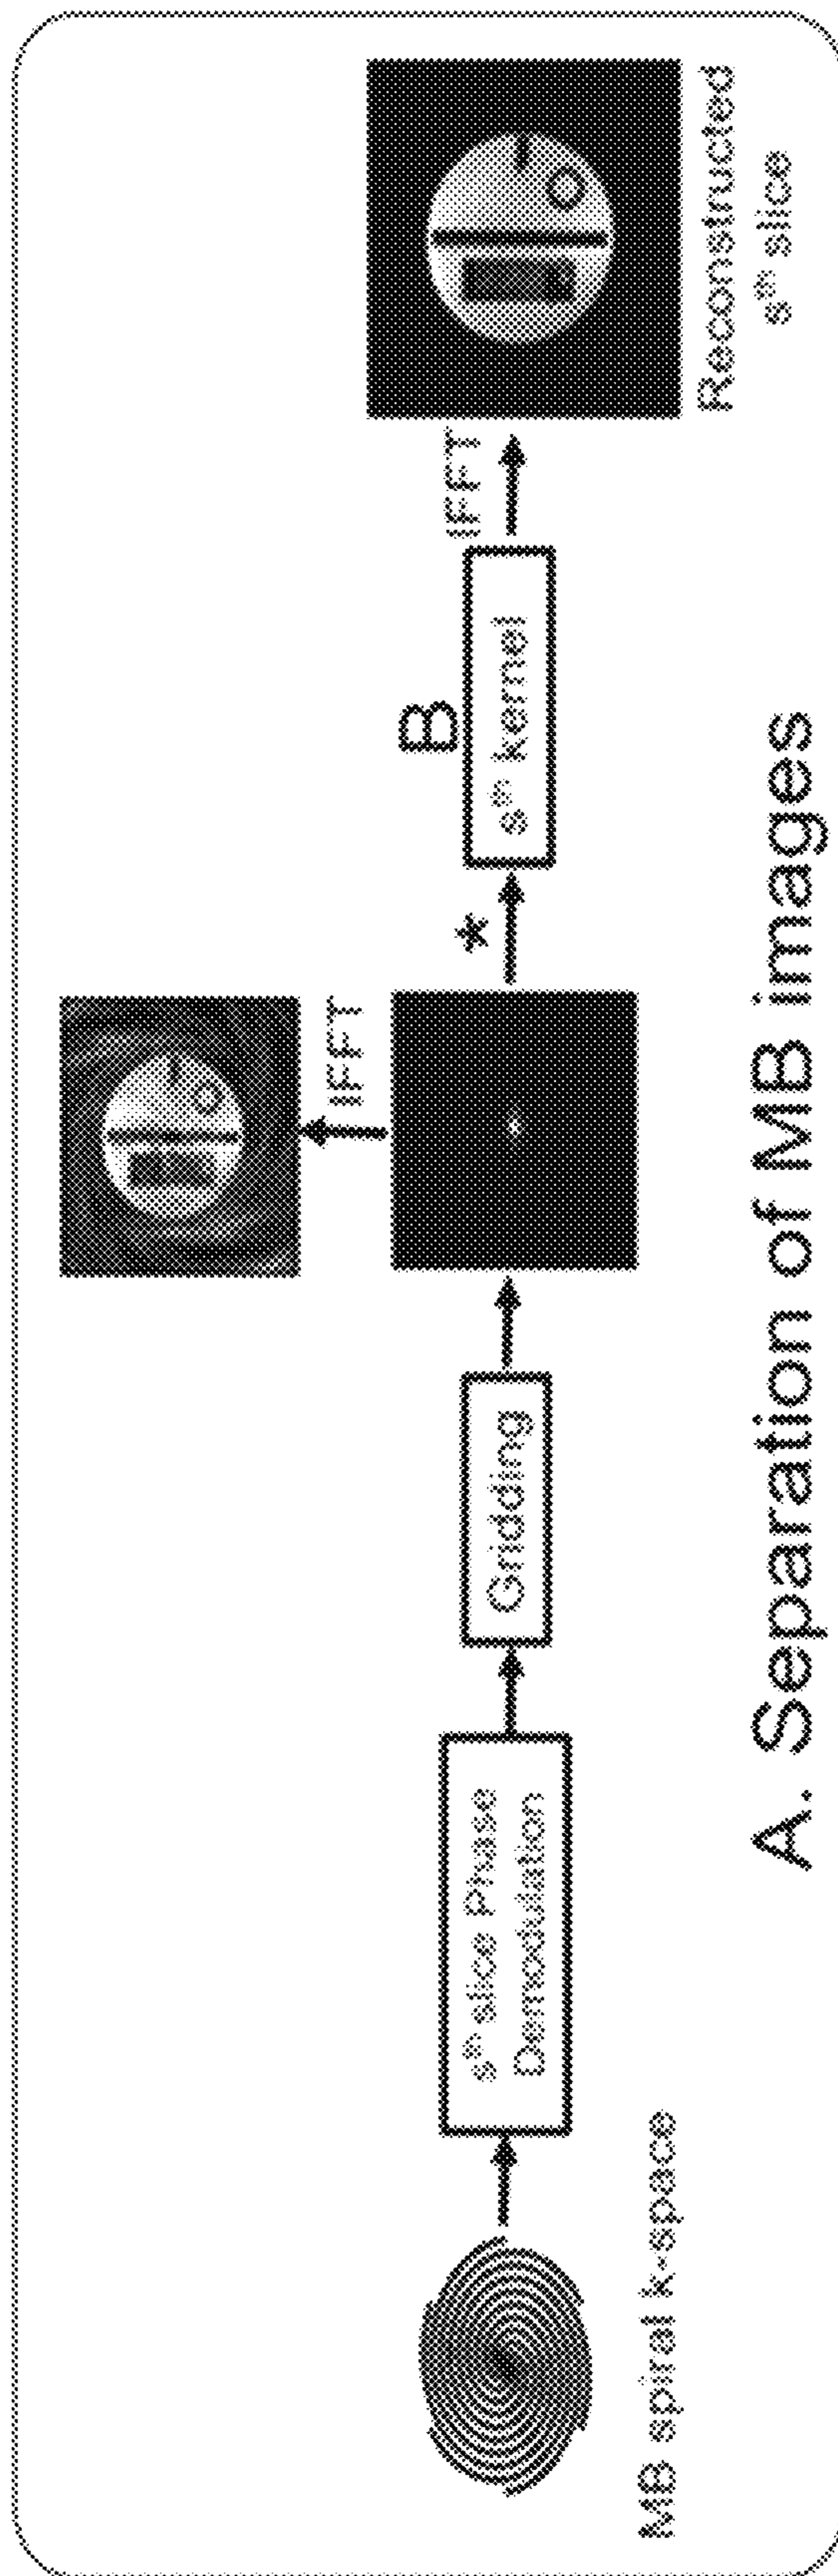 MB spiral k-space
sᵗʰ slice Phase
Demodulation
Gridding
IFFT
*
B
sᵗʰ kernel
IFFT
Reconstructed
sᵗʰ slice
A. Separation of MB images